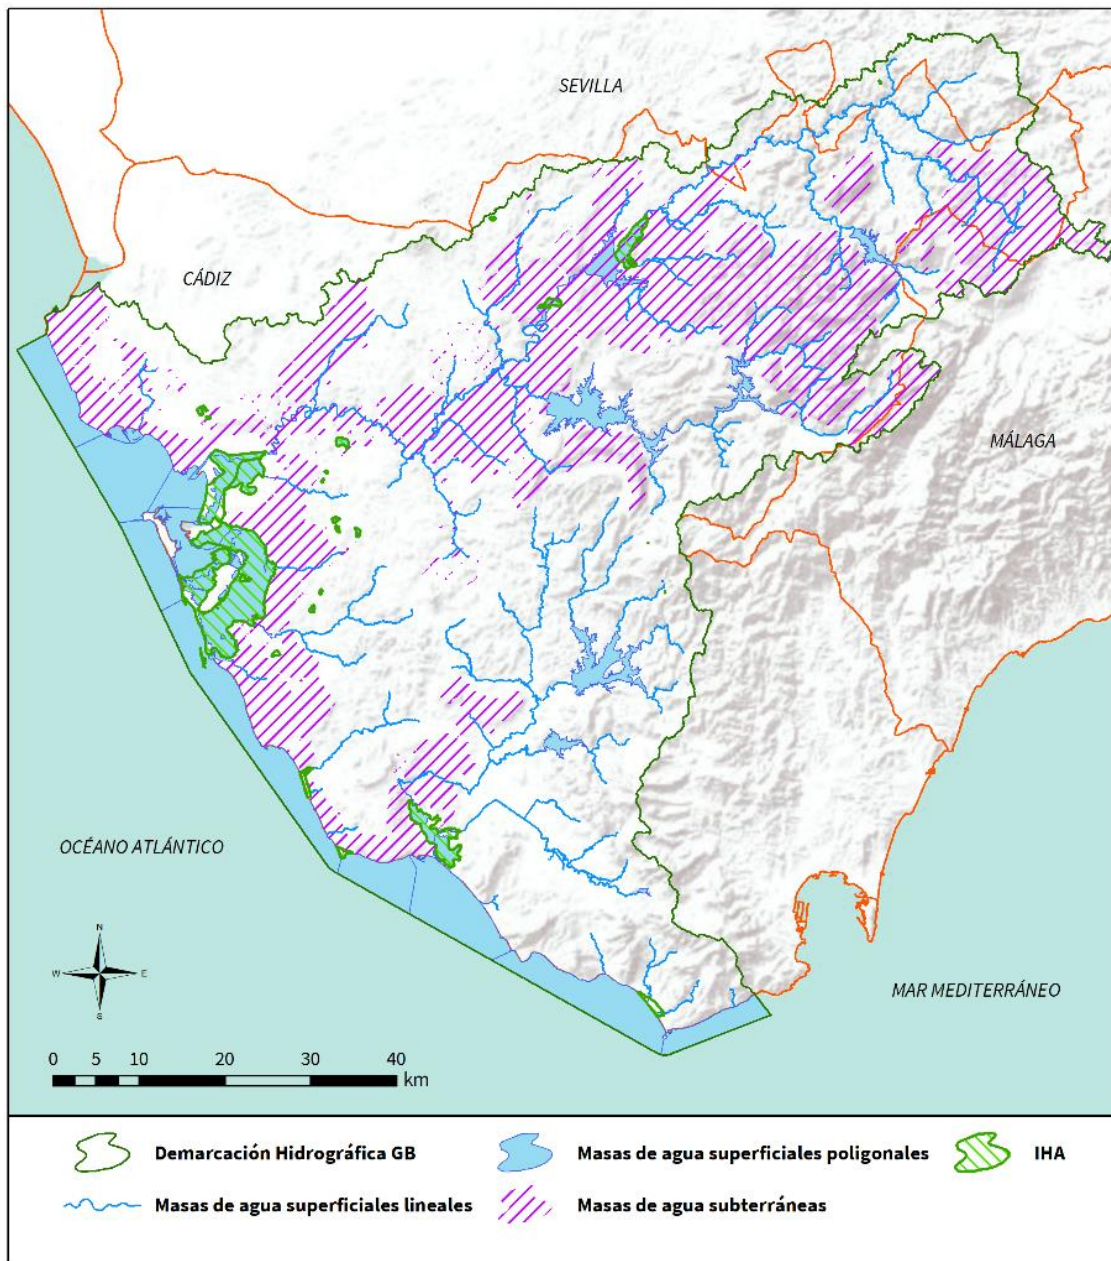 SEVILLA
CÁDIZ
MÁLAGA
OCÉANO ATLÁNTICO
MAR MEDITERRÁNEO
N
W E
S
0 5 10 20 30 40
km
Demarcación Hidrográfica GB
Masas de agua superficiales poligonales
IHA
Masas de agua superficiales lineales
Masas de agua subterráneas